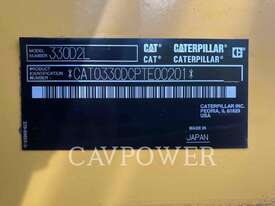 MODEL NUMBER 330D2L
CAT® CATERPILLAR®
CAT® CATERPILLAR®
PRODUCT IDENTIFICATION NUMBER *CAT0330DCPTE00201*
CATERPILLAR INC.
PEORIA, IL 61629
USA
MADE IN
JAPAN
CAVPOWER